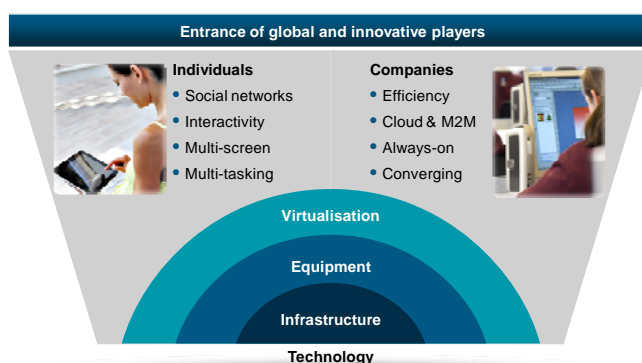 Entrance of global and innovative players
Individuals
• Social networks
• Interactivity
• Multi-screen
• Multi-tasking
Companies
• Efficiency
• Cloud & M2M
• Always-on
• Converging
Virtualisation
Equipment
Infrastructure
Technology